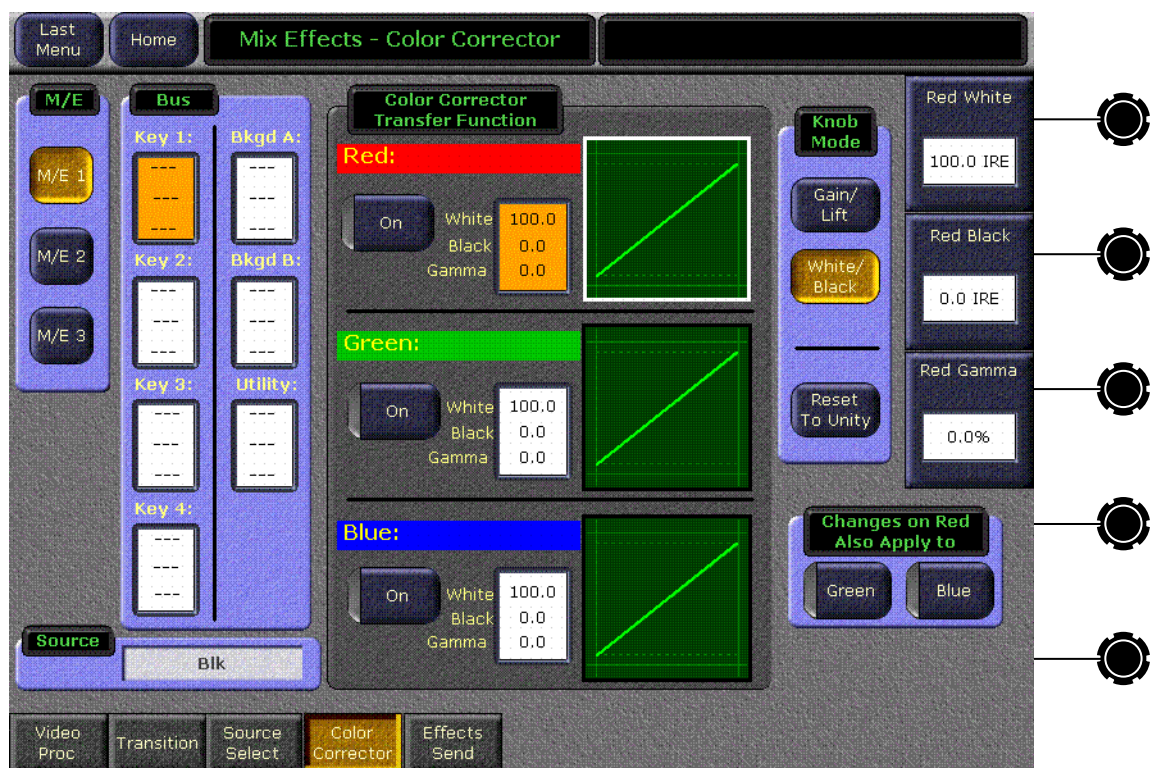 Last
Menu
Home
Mix Effects - Color Corrector
M/E
M/E 1
M/E 2
M/E 3
Bus
Key 1:
---
---
---
Bkgd A:
---
---
---
Key 2:
---
---
---
Bkgd B:
---
---
---
Key 3:
---
---
---
Utility:
---
---
---
Key 4:
---
---
---
Source
Blk
Color Corrector
Transfer Function
Red:
On
White 100.0
Black 0.0
Gamma 0.0
Green:
On
White 100.0
Black 0.0
Gamma 0.0
Blue:
On
White 100.0
Black 0.0
Gamma 0.0
Knob
Mode
Gain/
Lift
White/
Black
Reset
To Unity
Red White
100.0 IRE
Red Black
0.0 IRE
Red Gamma
0.0%
Changes on Red
Also Apply to
Green
Blue
Video
Proc
Transition
Source
Select
Color
Corrector
Effects
Send